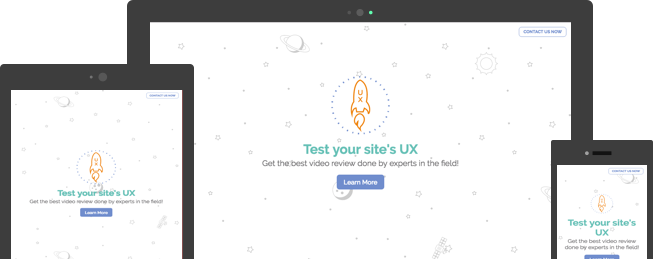 CONTACT US NOW
UX
Test your site's UX
Get the best video review done by experts in the field!
Learn More
CONTACT US NOW
UX
Test your site's UX
Get the best video review done by experts in the field!
Learn More
CONTACT US NOW
Test your site's
UX
Get the best video review
done by experts in the field!